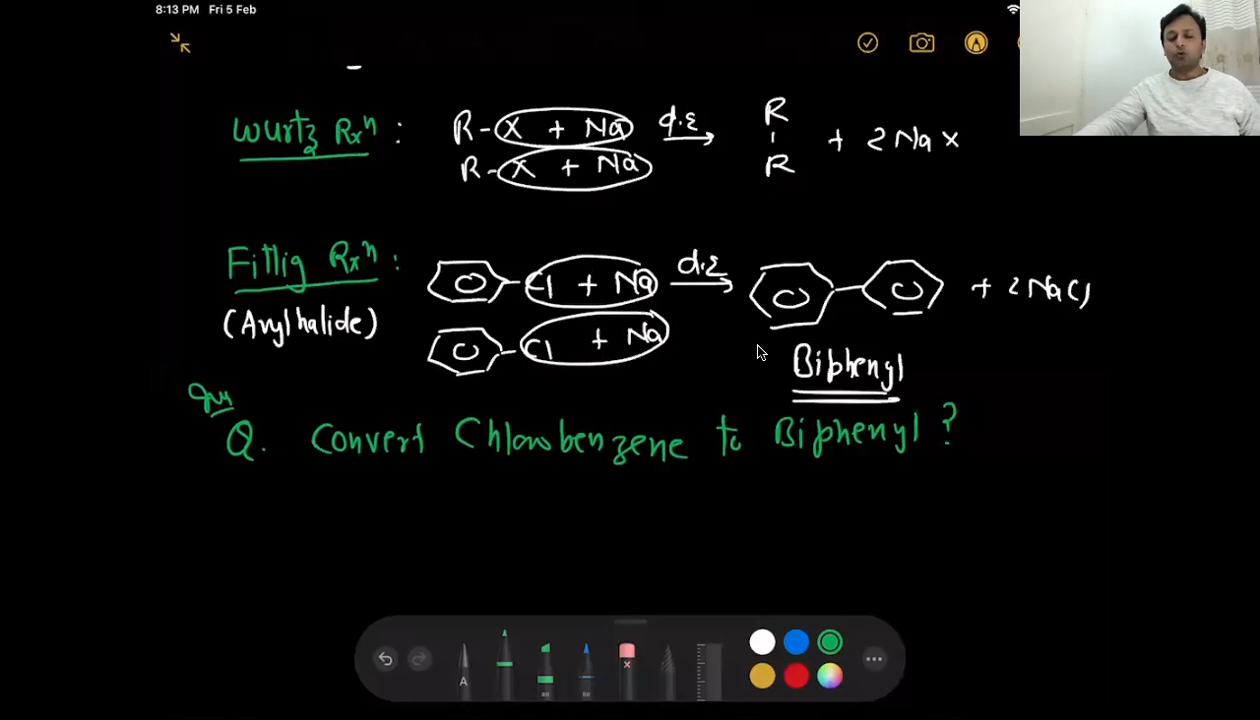 8:13 PM Fri 5 Feb
Wurtz Rxⁿ : R-X + Na d.ε R + 2NaX
R-X + Na R
Fittig Rxⁿ : Cl + Na d.ε + 2NaCl
(Arylhalide) Cl + Na
Biphenyl
Q. Convert Chlorobenzene to Biphenyl ?
A